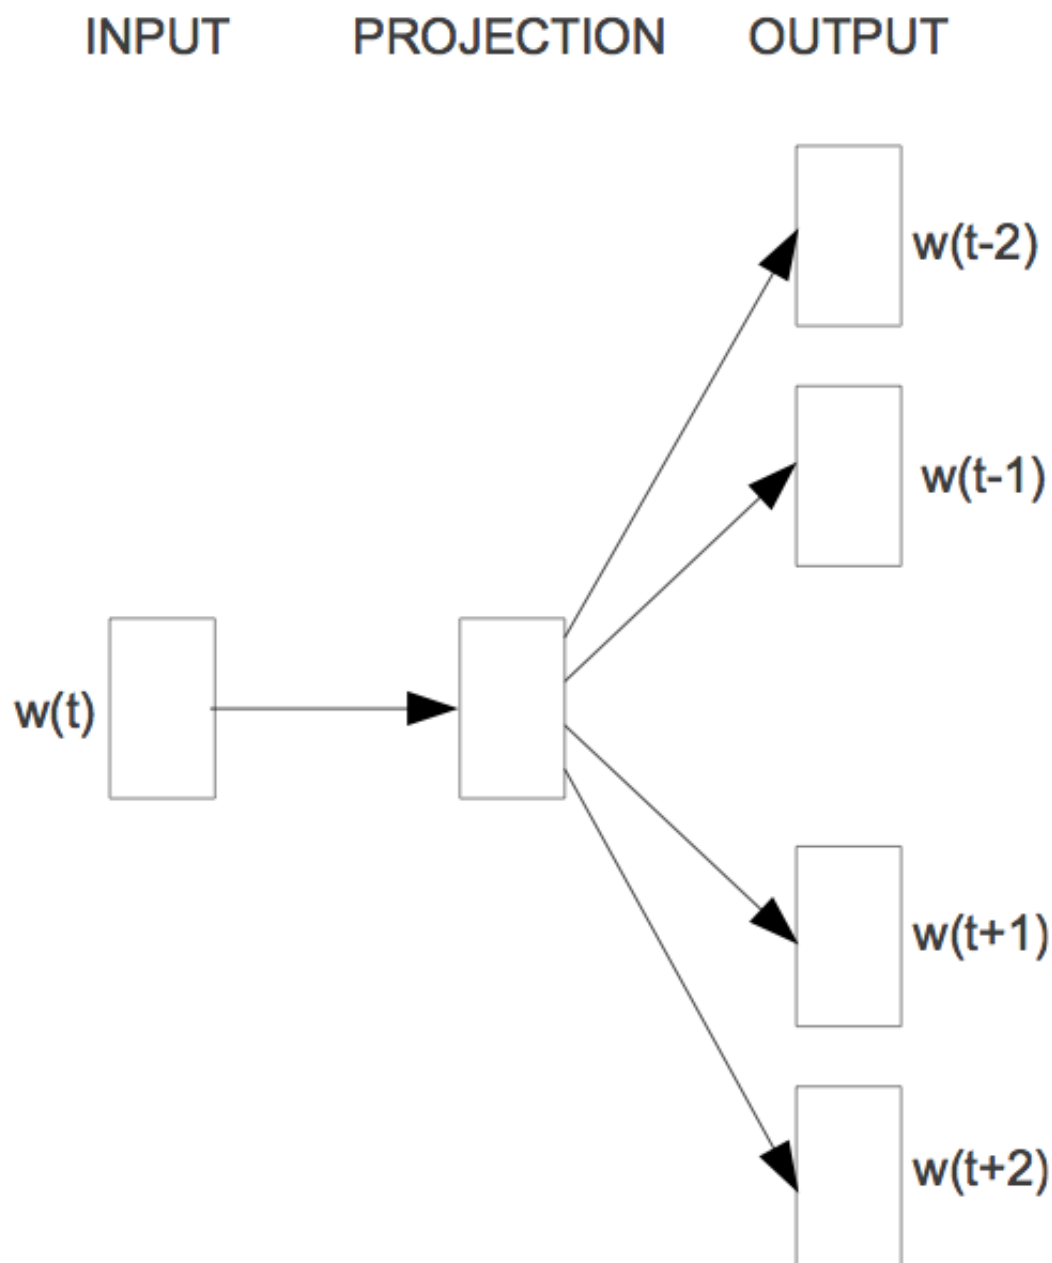 INPUT PROJECTION OUTPUT
w(t-2)
w(t-1)
w(t)
w(t+1)
w(t+2)